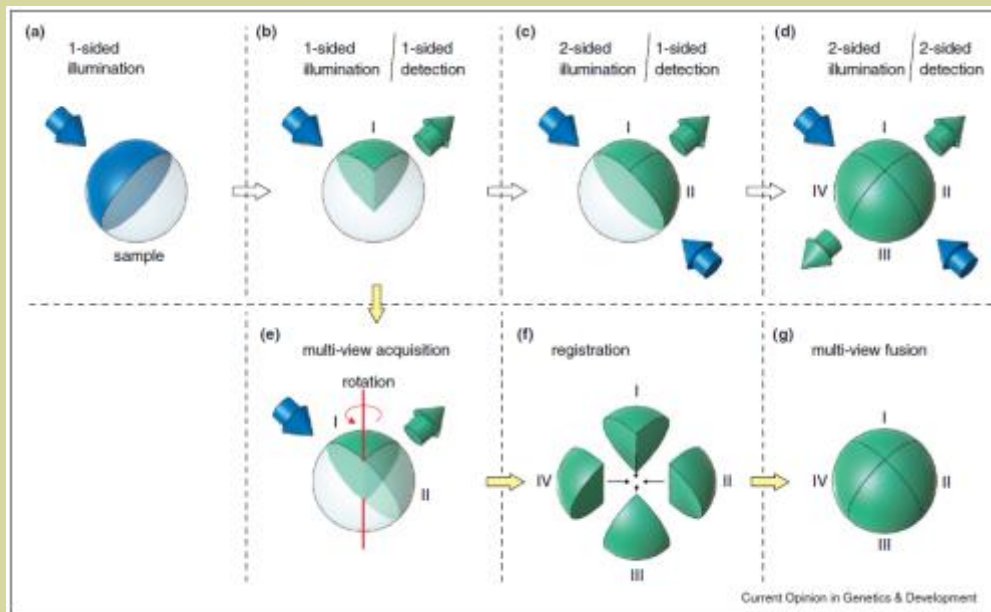 (a)
1-sided
illumination
sample
(b)
1-sided / 1-sided
illumination / detection
I
(c)
2-sided / 1-sided
illumination / detection
I
II
(d)
2-sided / 2-sided
illumination / detection
I
IV
II
III
(e)
multi-view acquisition
rotation
I
II
(f)
registration
I
IV
II
III
(g)
multi-view fusion
I
IV
II
III
Current Opinion in Genetics & Development